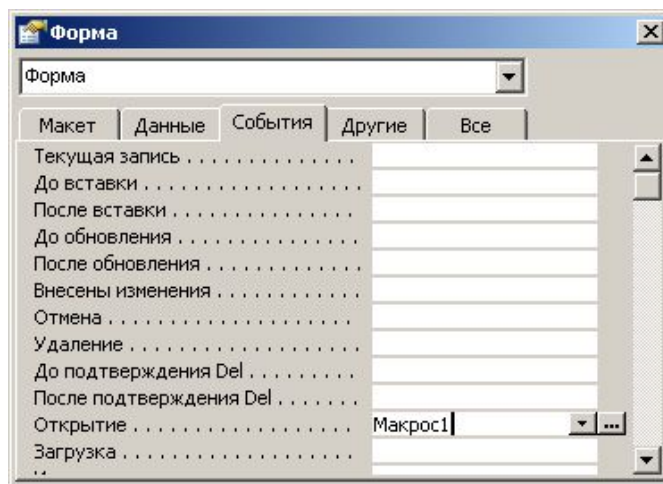 Форма
Форма
Макет Данные События Другие Все
Текущая запись . . . . . . . . . . . . . .
До вставки . . . . . . . . . . . . . . . . . .
После вставки . . . . . . . . . . . . . . .
До обновления . . . . . . . . . . . . . . .
После обновления . . . . . . . . . . . . .
Внесены изменения . . . . . . . . . . . .
Отмена . . . . . . . . . . . . . . . . . . . .
Удаление . . . . . . . . . . . . . . . . . . .
До подтверждения Del . . . . . . . . .
После подтверждения Del . . . . . . .
Открытие . . . . . . . . . . . . . . . . . . Макрос1 ...
Загрузка . . . . . . . . . . . . . . . . . . .